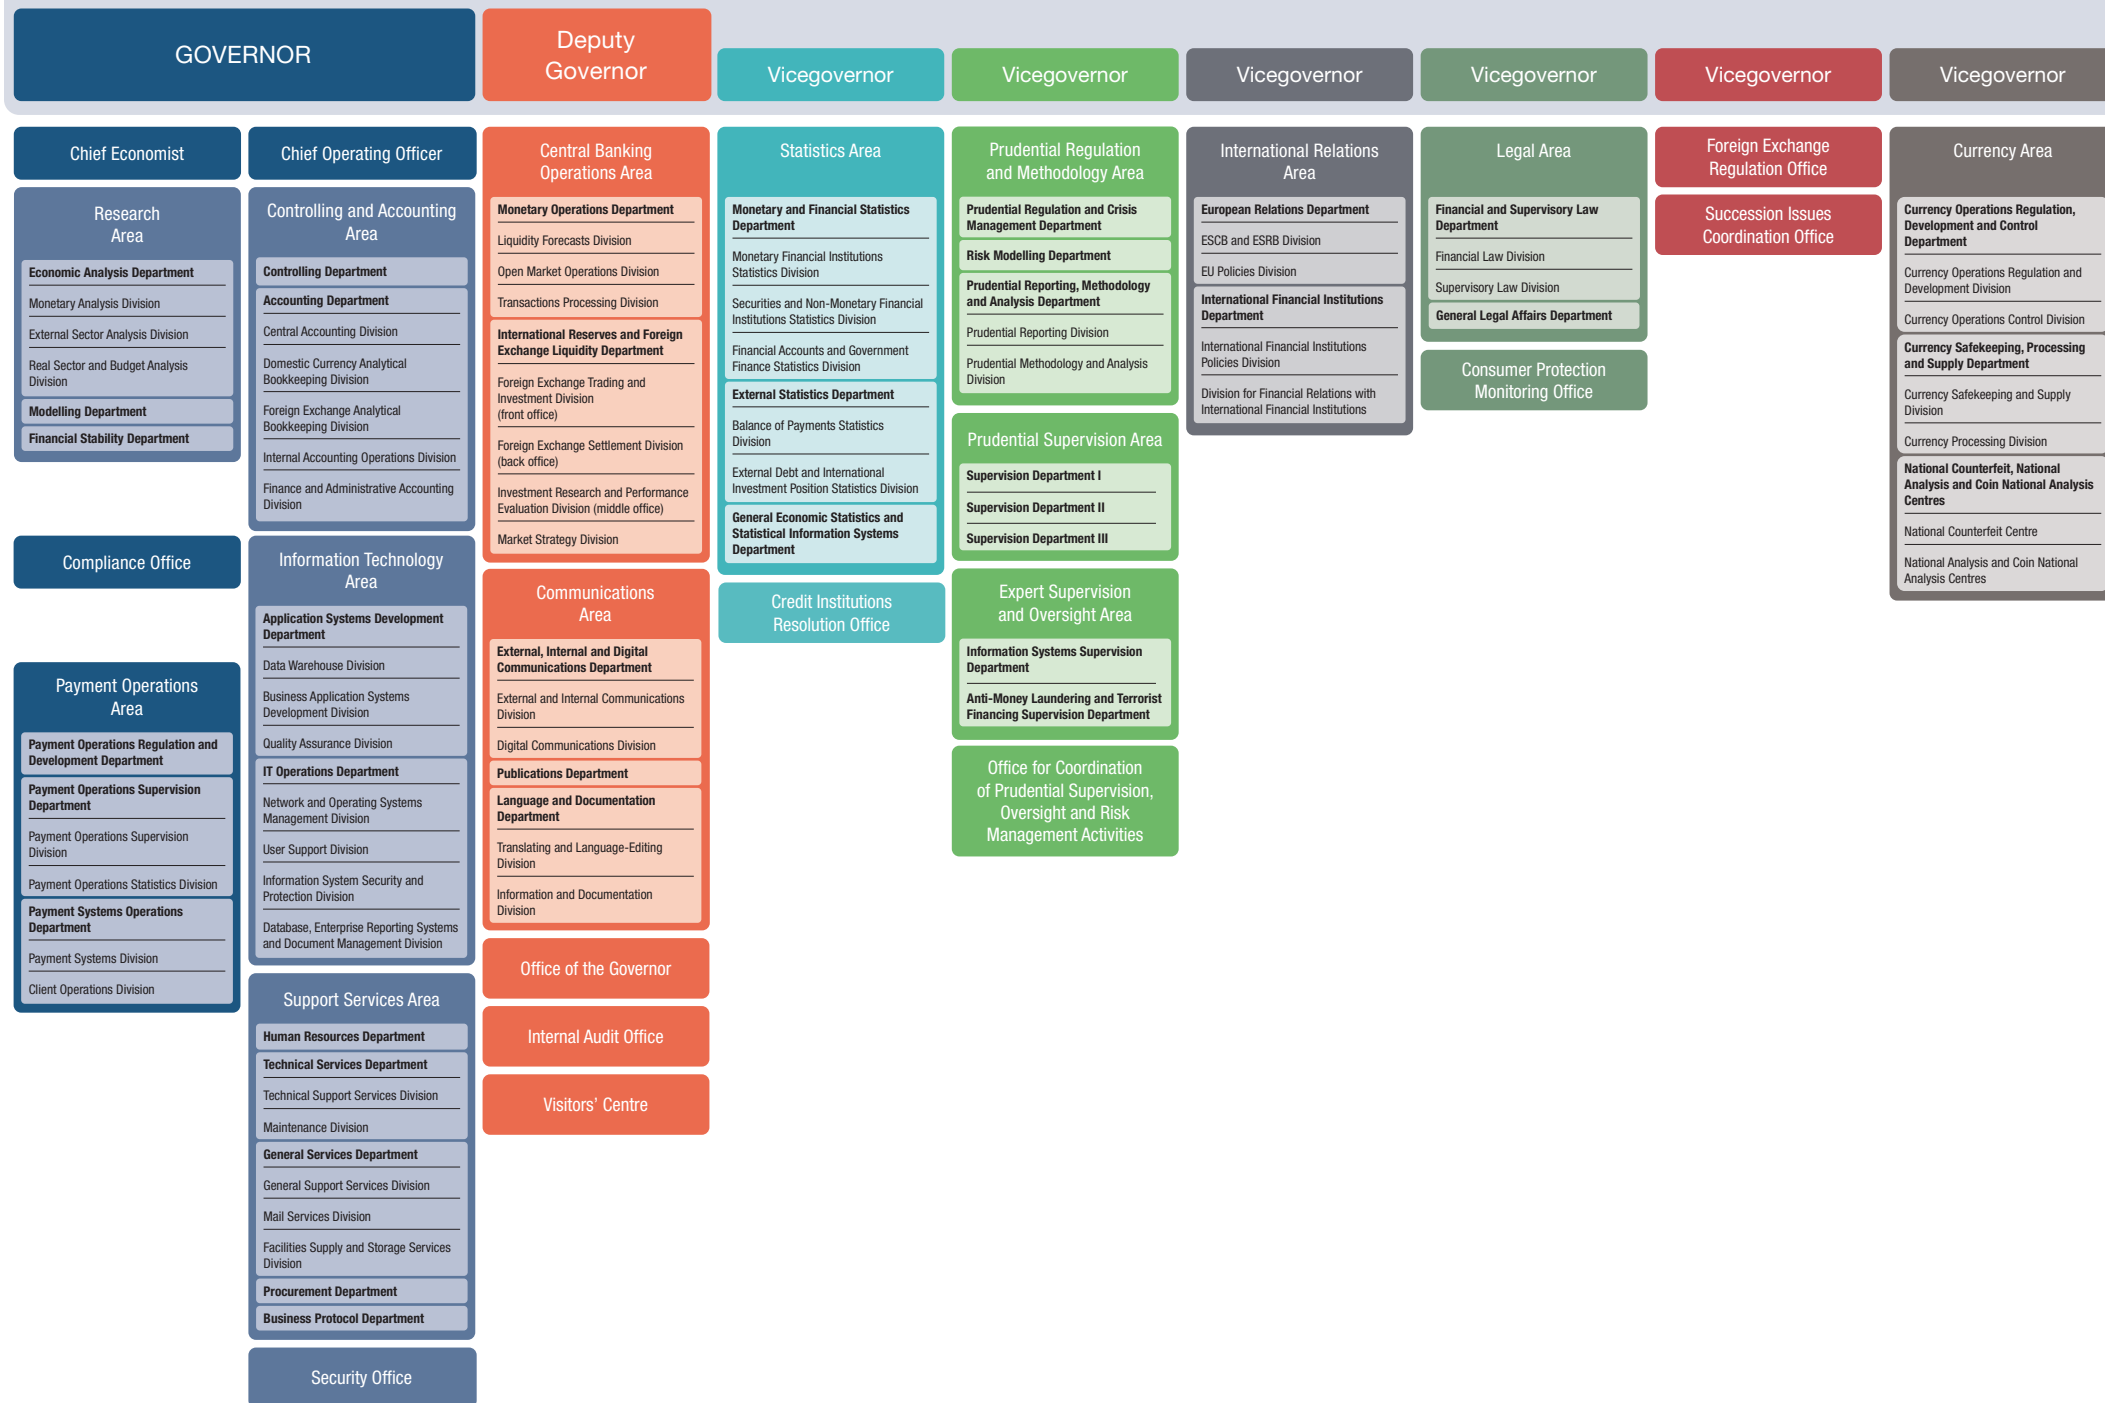 GOVERNOR
Deputy
Governor
Vicegovernor
Vicegovernor
Vicegovernor
Vicegovernor
Vicegovernor
Vicegovernor
Chief Economist
Research
Area
Economic Analysis Department
Monetary Analysis Division
External Sector Analysis Division
Real Sector and Budget Analysis
Division
Modelling Department
Financial Stability Department
Compliance Office
Payment Operations
Area
Payment Operations Regulation and
Development Department
Payment Operations Supervision
Department
Payment Operations Supervision
Division
Payment Operations Statistics Division
Payment Systems Operations
Department
Payment Systems Division
Client Operations Division
Chief Operating Officer
Controlling and Accounting
Area
Controlling Department
Accounting Department
Central Accounting Division
Domestic Currency Analytical
Bookkeeping Division
Foreign Exchange Analytical
Bookkeeping Division
Internal Accounting Operations Division
Finance and Administrative Accounting
Division
Information Technology
Area
Application Systems Development
Department
Data Warehouse Division
Business Application Systems
Development Division
Quality Assurance Division
IT Operations Department
Network and Operating Systems
Management Division
User Support Division
Information System Security and
Protection Division
Database, Enterprise Reporting Systems
and Document Management Division
Support Services Area
Human Resources Department
Technical Services Department
Technical Support Services Division
Maintenance Division
General Services Department
General Support Services Division
Mail Services Division
Facilities Supply and Storage Services
Division
Procurement Department
Business Protocol Department
Security Office
Central Banking
Operations Area
Monetary Operations Department
Liquidity Forecasts Division
Open Market Operations Division
Transactions Processing Division
International Reserves and Foreign
Exchange Liquidity Department
Foreign Exchange Trading and
Investment Division
(front office)
Foreign Exchange Settlement Division
(back office)
Investment Research and Performance
Evaluation Division (middle office)
Market Strategy Division
Communications
Area
External, Internal and Digital
Communications Department
External and Internal Communications
Division
Digital Communications Division
Publications Department
Language and Documentation
Department
Translating and Language-Editing
Division
Information and Documentation
Division
Office of the Governor
Internal Audit Office
Visitors' Centre
Statistics Area
Monetary and Financial Statistics
Department
Monetary Financial Institutions
Statistics Division
Securities and Non-Monetary Financial
Institutions Statistics Division
Financial Accounts and Government
Finance Statistics Division
External Statistics Department
Balance of Payments Statistics
Division
External Debt and International
Investment Position Statistics Division
General Economic Statistics and
Statistical Information Systems
Department
Credit Institutions
Resolution Office
Prudential Regulation
and Methodology Area
Prudential Regulation and Crisis
Management Department
Risk Modelling Department
Prudential Reporting, Methodology
and Analysis Department
Prudential Reporting Division
Prudential Methodology and Analysis
Division
Prudential Supervision Area
Supervision Department I
Supervision Department II
Supervision Department III
Expert Supervision
and Oversight Area
Information Systems Supervision
Department
Anti-Money Laundering and Terrorist
Financing Supervision Department
Office for Coordination
of Prudential Supervision,
Oversight and Risk
Management Activities
International Relations
Area
European Relations Department
ESCB and ESRB Division
EU Policies Division
International Financial Institutions
Department
International Financial Institutions
Policies Division
Division for Financial Relations with
International Financial Institutions
Legal Area
Financial and Supervisory Law
Department
Financial Law Division
Supervisory Law Division
General Legal Affairs Department
Consumer Protection
Monitoring Office
Foreign Exchange
Regulation Office
Succession Issues
Coordination Office
Currency Area
Currency Operations Regulation,
Development and Control
Department
Currency Operations Regulation and
Development Division
Currency Operations Control Division
Currency Safekeeping, Processing
and Supply Department
Currency Safekeeping and Supply
Division
Currency Processing Division
National Counterfeit, National
Analysis and Coin National Analysis
Centres
National Counterfeit Centre
National Analysis and Coin National
Analysis Centres